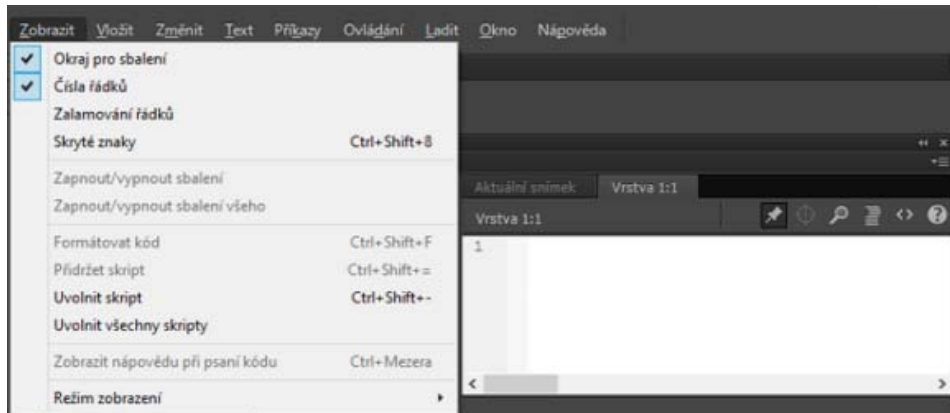 Zobrazit Vložit Změnit Text Příkazy Ovládání Ladit Okno Nápověda
Okraj pro sbalení
Čísla řádků
Zalamování řádků
Skryté znaky Ctrl+Shift+8
Zapnout/vypnout sbalení
Zapnout/vypnout sbalení všeho
Formátovat kód Ctrl+Shift+F
Přidržet skript Ctrl+Shift+=
Uvolnit skript Ctrl+Shift+-
Uvolnit všechny skripty
Zobrazit nápovědu při psaní kódu Ctrl+Mezera
Režim zobrazení
Aktuální snímek Vrstva 1:1
Vrstva 1:1
1